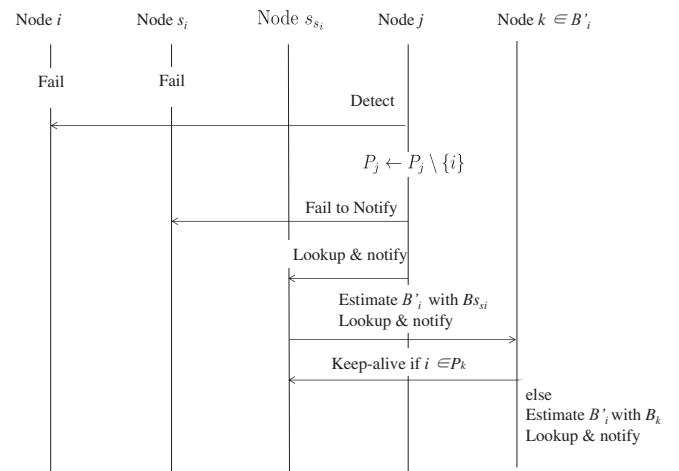 Node i Node s_i Node s_{s_i} Node j Node k ∈ B'_i
Fail Fail
Detect
P_j ← P_j \ {i}
Fail to Notify
Lookup & notify
Estimate B'_i with Bs_{si}
Lookup & notify
Keep-alive if i ∈ P_k
else
Estimate B'_i with B_k
Lookup & notify